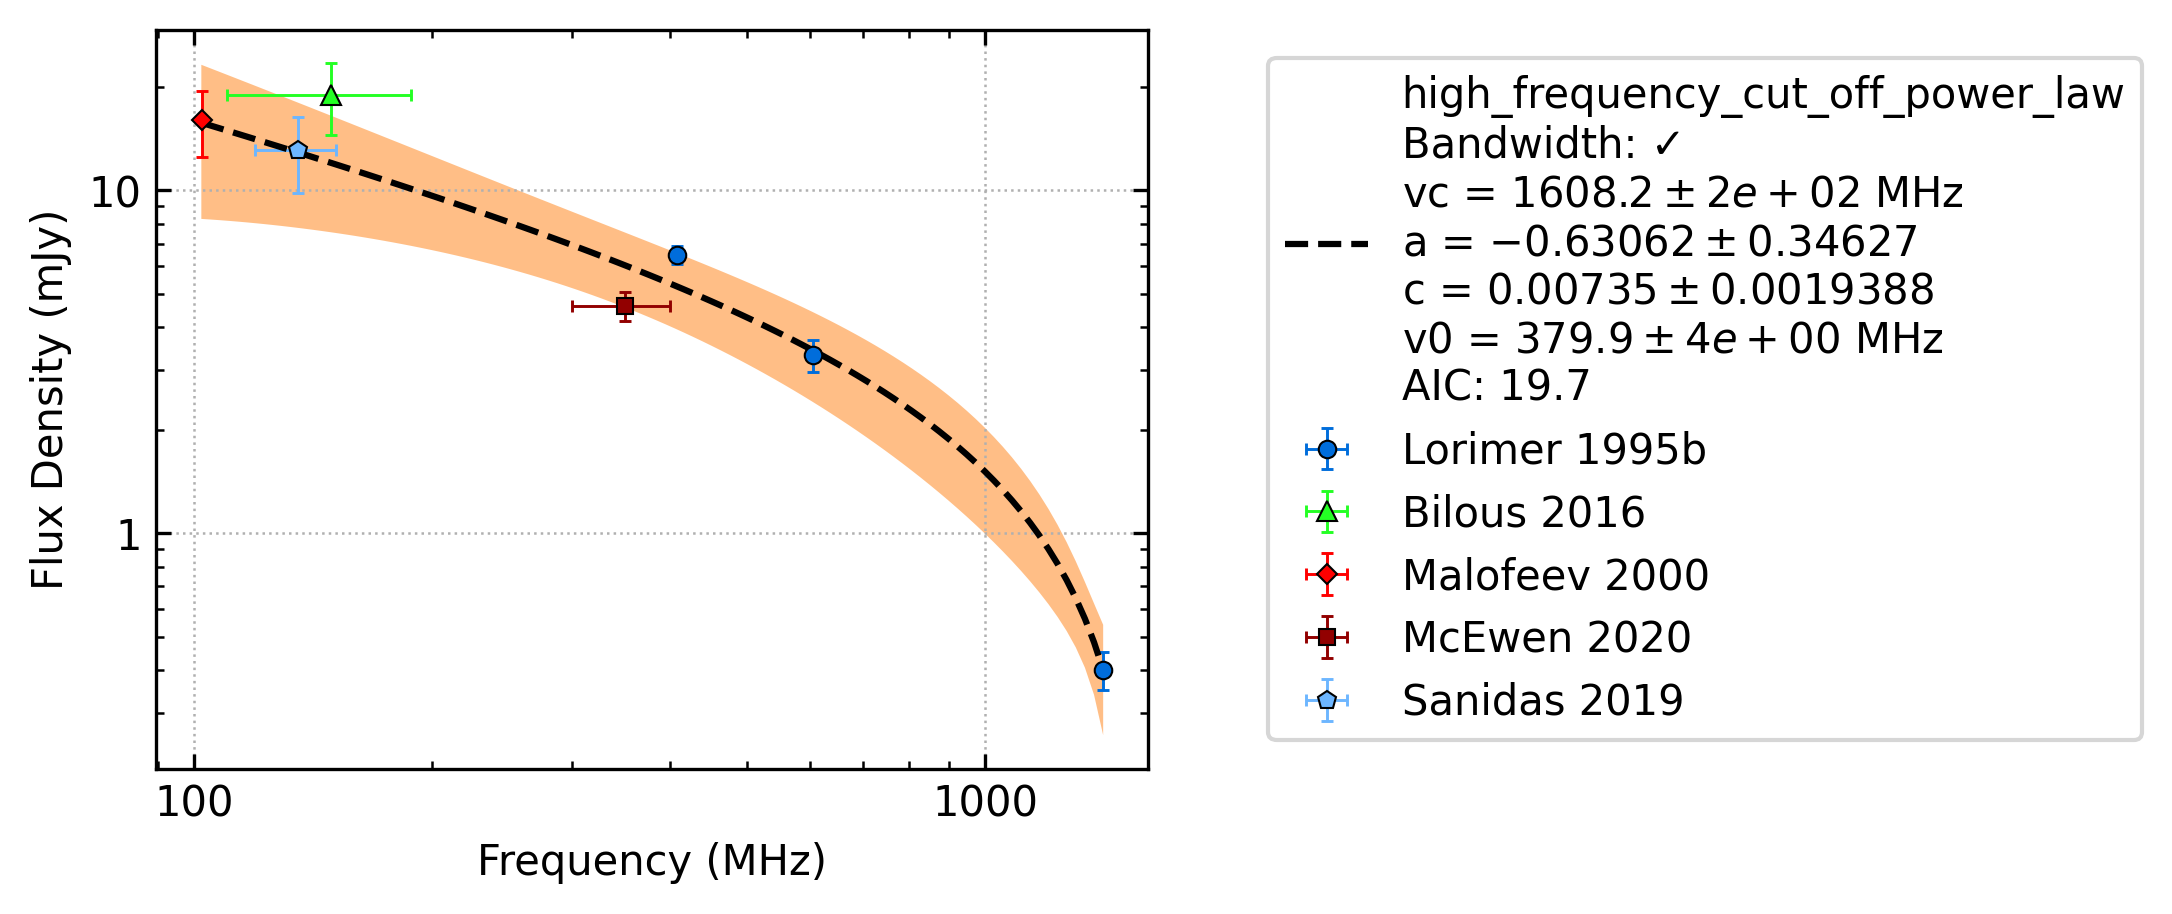 10
1
Flux Density (mJy)
100
1000
Frequency (MHz)
high_frequency_cut_off_power_law
Bandwidth: ✓
vc = 1608.2 ± 2e + 02 MHz
a = −0.63062 ± 0.34627
c = 0.00735 ± 0.0019388
v0 = 379.9 ± 4e + 00 MHz
AIC: 19.7
Lorimer 1995b
Bilous 2016
Malofeev 2000
McEwen 2020
Sanidas 2019